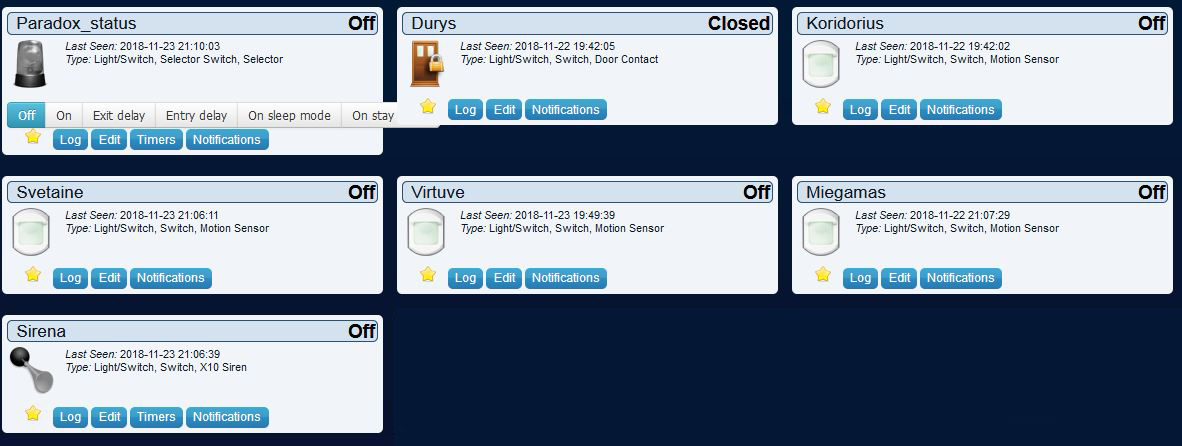 Paradox_status Off
Last Seen: 2018-11-23 21:10:03
Type: Light/Switch, Selector Switch, Selector
Off On Exit delay Entry delay On sleep mode On stay
Log Edit Timers Notifications
Durys Closed
Last Seen: 2018-11-22 19:42:05
Type: Light/Switch, Switch, Door Contact
Log Edit Notifications
Koridorius Off
Last Seen: 2018-11-22 19:42:02
Type: Light/Switch, Switch, Motion Sensor
Log Edit Notifications
Svetaine Off
Last Seen: 2018-11-23 21:06:11
Type: Light/Switch, Switch, Motion Sensor
Log Edit Notifications
Virtuve Off
Last Seen: 2018-11-23 19:49:39
Type: Light/Switch, Switch, Motion Sensor
Log Edit Notifications
Miegamas Off
Last Seen: 2018-11-22 21:07:29
Type: Light/Switch, Switch, Motion Sensor
Log Edit Notifications
Sirena Off
Last Seen: 2018-11-23 21:06:39
Type: Light/Switch, Switch, X10 Siren
Log Edit Timers Notifications